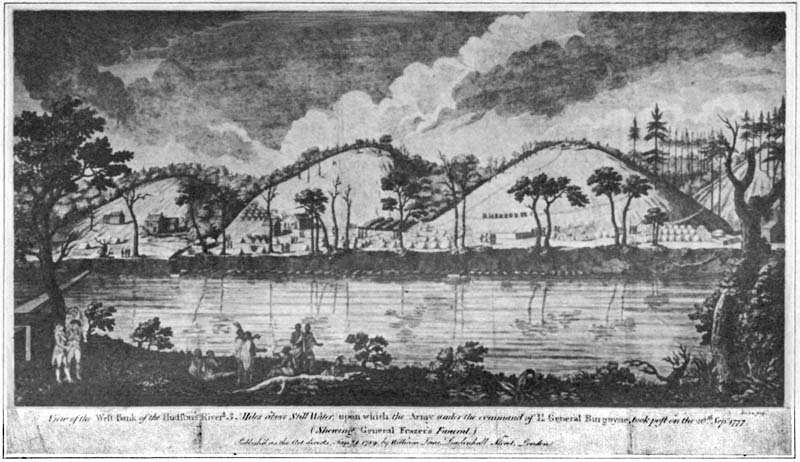 View of the West Bank of the Hudson's River 3 Miles above Still Water, upon which the Army under the command of Lt. General Burgoyne, took post on the 20th Sepr. 1777.
(Shewing General Frazer's Funeral.)
Published as the Act directs, 1789, by William Lane, Leadenhall Street, London